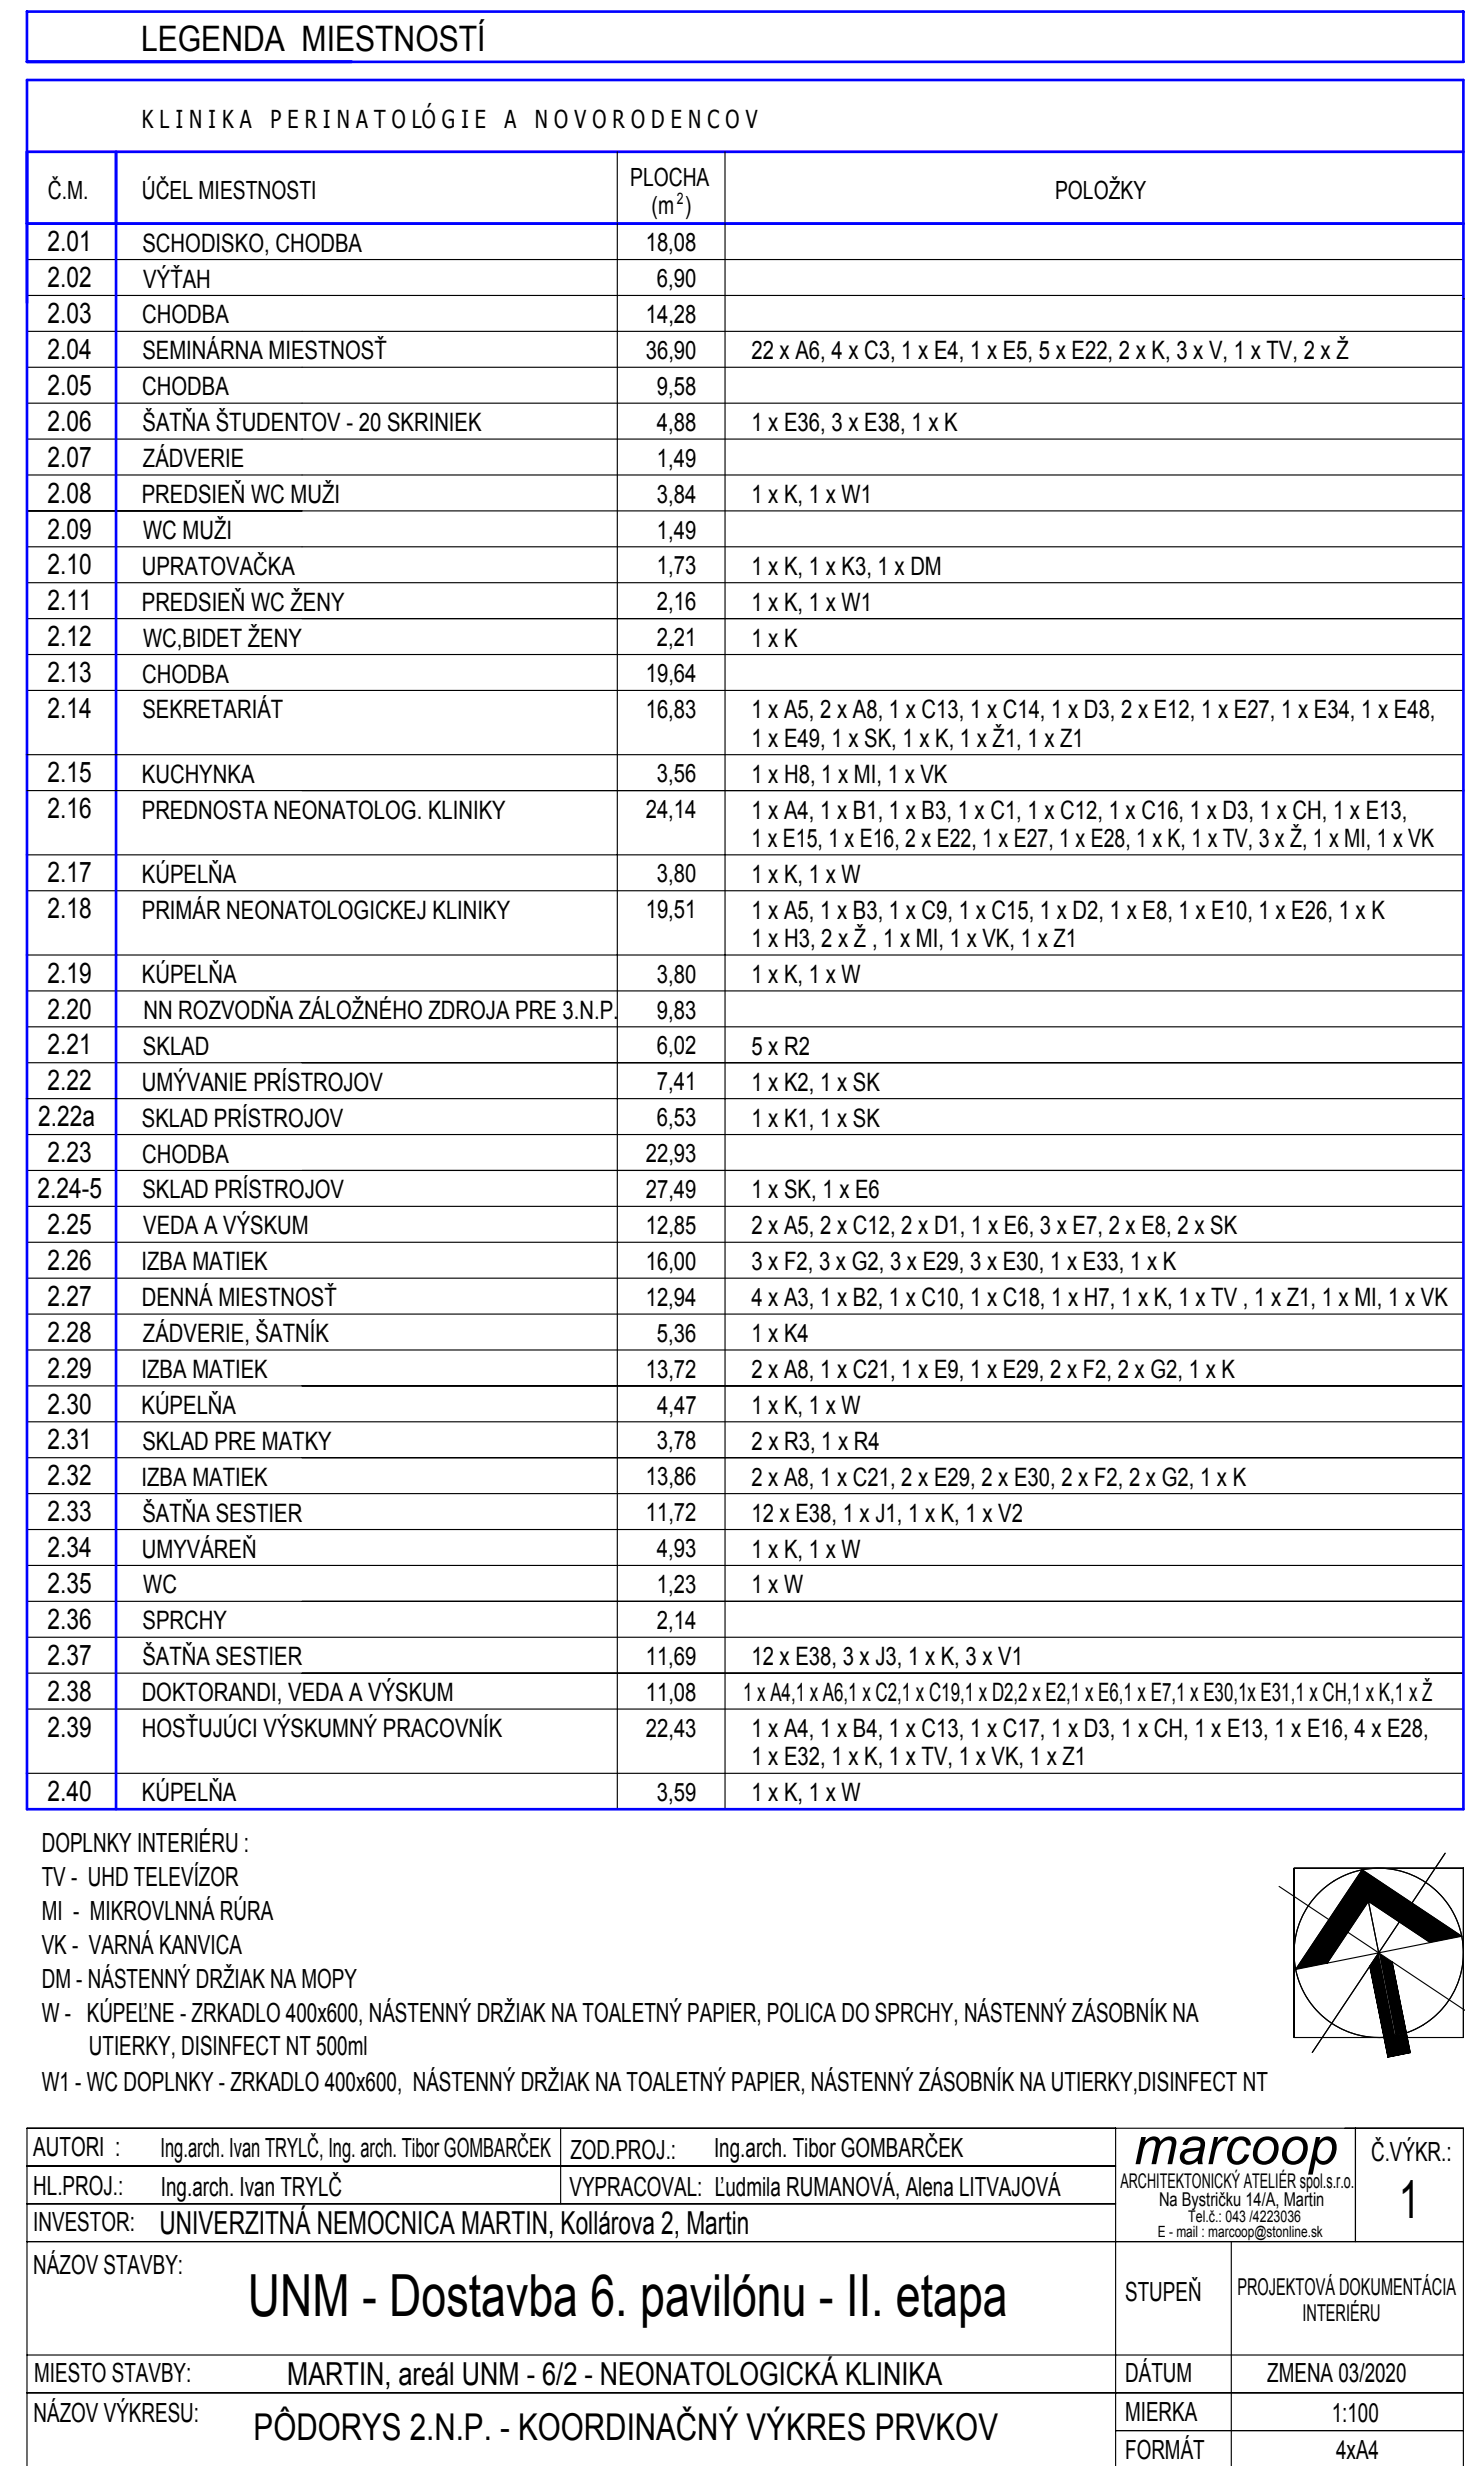 LEGENDA MIESTNOSTÍ
KLINIKA PERINATOLÓGIE A NOVORODENCOV
Č.M. ÚČEL MIESTNOSTI PLOCHA (m²) POLOŽKY
2.01 SCHODISKO, CHODBA 18,08
2.02 VÝŤAH 6,90
2.03 CHODBA 14,28
2.04 SEMINÁRNA MIESTNOSŤ 36,90 22 x A6, 4 x C3, 1 x E4, 1 x E5, 5 x E22, 2 x K, 3 x V, 1 x TV, 2 x Ž
2.05 CHODBA 9,58
2.06 ŠATŇA ŠTUDENTOV - 20 SKRINIEK 4,88 1 x E36, 3 x E38, 1 x K
2.07 ZÁDVERIE 1,49
2.08 PREDSIEŇ WC MUŽI 3,84 1 x K, 1 x W1
2.09 WC MUŽI 1,49
2.10 UPRATOVAČKA 1,73 1 x K, 1 x K3, 1 x DM
2.11 PREDSIEŇ WC ŽENY 2,16 1 x K, 1 x W1
2.12 WC,BIDET ŽENY 2,21 1 x K
2.13 CHODBA 19,64
2.14 SEKRETARIÁT 16,83 1 x A5, 2 x A8, 1 x C13, 1 x C14, 1 x D3, 2 x E12, 1 x E27, 1 x E34, 1 x E48,
1 x E49, 1 x SK, 1 x K, 1 x Ž1, 1 x Z1
2.15 KUCHYNKA 3,56 1 x H8, 1 x MI, 1 x VK
2.16 PREDNOSTA NEONATOLOG. KLINIKY 24,14 1 x A4, 1 x B1, 1 x B3, 1 x C1, 1 x C12, 1 x C16, 1 x D3, 1 x CH, 1 x E13,
1 x E15, 1 x E16, 2 x E22, 1 x E27, 1 x E28, 1 x K, 1 x TV, 3 x Ž, 1 x MI, 1 x VK
2.17 KÚPELŇA 3,80 1 x K, 1 x W
2.18 PRIMÁR NEONATOLOGICKEJ KLINIKY 19,51 1 x A5, 1 x B3, 1 x C9, 1 x C15, 1 x D2, 1 x E8, 1 x E10, 1 x E26, 1 x K
1 x H3, 2 x Ž , 1 x MI, 1 x VK, 1 x Z1
2.19 KÚPELŇA 3,80 1 x K, 1 x W
2.20 NN ROZVODŇA ZÁLOŽNÉHO ZDROJA PRE 3.N.P. 9,83
2.21 SKLAD 6,02 5 x R2
2.22 UMÝVANIE PRÍSTROJOV 7,41 1 x K2, 1 x SK
2.22a SKLAD PRÍSTROJOV 6,53 1 x K1, 1 x SK
2.23 CHODBA 22,93
2.24-5 SKLAD PRÍSTROJOV 27,49 1 x SK, 1 x E6
2.25 VEDA A VÝSKUM 12,85 2 x A5, 2 x C12, 2 x D1, 1 x E6, 3 x E7, 2 x E8, 2 x SK
2.26 IZBA MATIEK 16,00 3 x F2, 3 x G2, 3 x E29, 3 x E30, 1 x E33, 1 x K
2.27 DENNÁ MIESTNOSŤ 12,94 4 x A3, 1 x B2, 1 x C10, 1 x C18, 1 x H7, 1 x K, 1 x TV , 1 x Z1, 1 x MI, 1 x VK
2.28 ZÁDVERIE, ŠATNÍK 5,36 1 x K4
2.29 IZBA MATIEK 13,72 2 x A8, 1 x C21, 1 x E9, 1 x E29, 2 x F2, 2 x G2, 1 x K
2.30 KÚPELŇA 4,47 1 x K, 1 x W
2.31 SKLAD PRE MATKY 3,78 2 x R3, 1 x R4
2.32 IZBA MATIEK 13,86 2 x A8, 1 x C21, 2 x E29, 2 x E30, 2 x F2, 2 x G2, 1 x K
2.33 ŠATŇA SESTIER 11,72 12 x E38, 1 x J1, 1 x K, 1 x V2
2.34 UMYVÁREŇ 4,93 1 x K, 1 x W
2.35 WC 1,23 1 x W
2.36 SPRCHY 2,14
2.37 ŠATŇA SESTIER 11,69 12 x E38, 3 x J3, 1 x K, 3 x V1
2.38 DOKTORANDI, VEDA A VÝSKUM 11,08 1 x A4,1 x A6,1 x C2,1 x C19,1 x D2,2 x E2,1 x E6,1 x E7,1 x E30,1x E31,1 x CH,1 x K,1 x Ž
2.39 HOSŤUJÚCI VÝSKUMNÝ PRACOVNÍK 22,43 1 x A4, 1 x B4, 1 x C13, 1 x C17, 1 x D3, 1 x CH, 1 x E13, 1 x E16, 4 x E28,
1 x E32, 1 x K, 1 x TV, 1 x VK, 1 x Z1
2.40 KÚPELŇA 3,59 1 x K, 1 x W
DOPLNKY INTERIÉRU :
TV - UHD TELEVÍZOR
MI - MIKROVLNNÁ RÚRA
VK - VARNÁ KANVICA
DM - NÁSTENNÝ DRŽIAK NA MOPY
W - KÚPEĽNE - ZRKADLO 400x600, NÁSTENNÝ DRŽIAK NA TOALETNÝ PAPIER, POLICA DO SPRCHY, NÁSTENNÝ ZÁSOBNÍK NA
UTIERKY, DISINFECT NT 500ml
W1 - WC DOPLNKY - ZRKADLO 400x600, NÁSTENNÝ DRŽIAK NA TOALETNÝ PAPIER, NÁSTENNÝ ZÁSOBNÍK NA UTIERKY,DISINFECT NT
AUTORI : Ing.arch. Ivan TRYLČ, Ing. arch. Tibor GOMBARČEK ZOD.PROJ.: Ing.arch. Tibor GOMBARČEK
HL.PROJ.: Ing.arch. Ivan TRYLČ VYPRACOVAL: Ľudmila RUMANOVÁ, Alena LITVAJOVÁ
INVESTOR: UNIVERZITNÁ NEMOCNICA MARTIN, Kollárova 2, Martin
marcoop
ARCHITEKTONICKÝ ATELIÉR spol.s.r.o.
Na Bystričku 14/A, Martin
Tel.č.: 043 /4223036
E - mail : marcoop@stonline.sk
Č.VÝKR.:
1
NÁZOV STAVBY:
UNM - Dostavba 6. pavilónu - II. etapa
STUPEŇ PROJEKTOVÁ DOKUMENTÁCIA
INTERIÉRU
MIESTO STAVBY: MARTIN, areál UNM - 6/2 - NEONATOLOGICKÁ KLINIKA
DÁTUM ZMENA 03/2020
NÁZOV VÝKRESU: PÔDORYS 2.N.P. - KOORDINAČNÝ VÝKRES PRVKOV
MIERKA 1:100
FORMÁT 4xA4